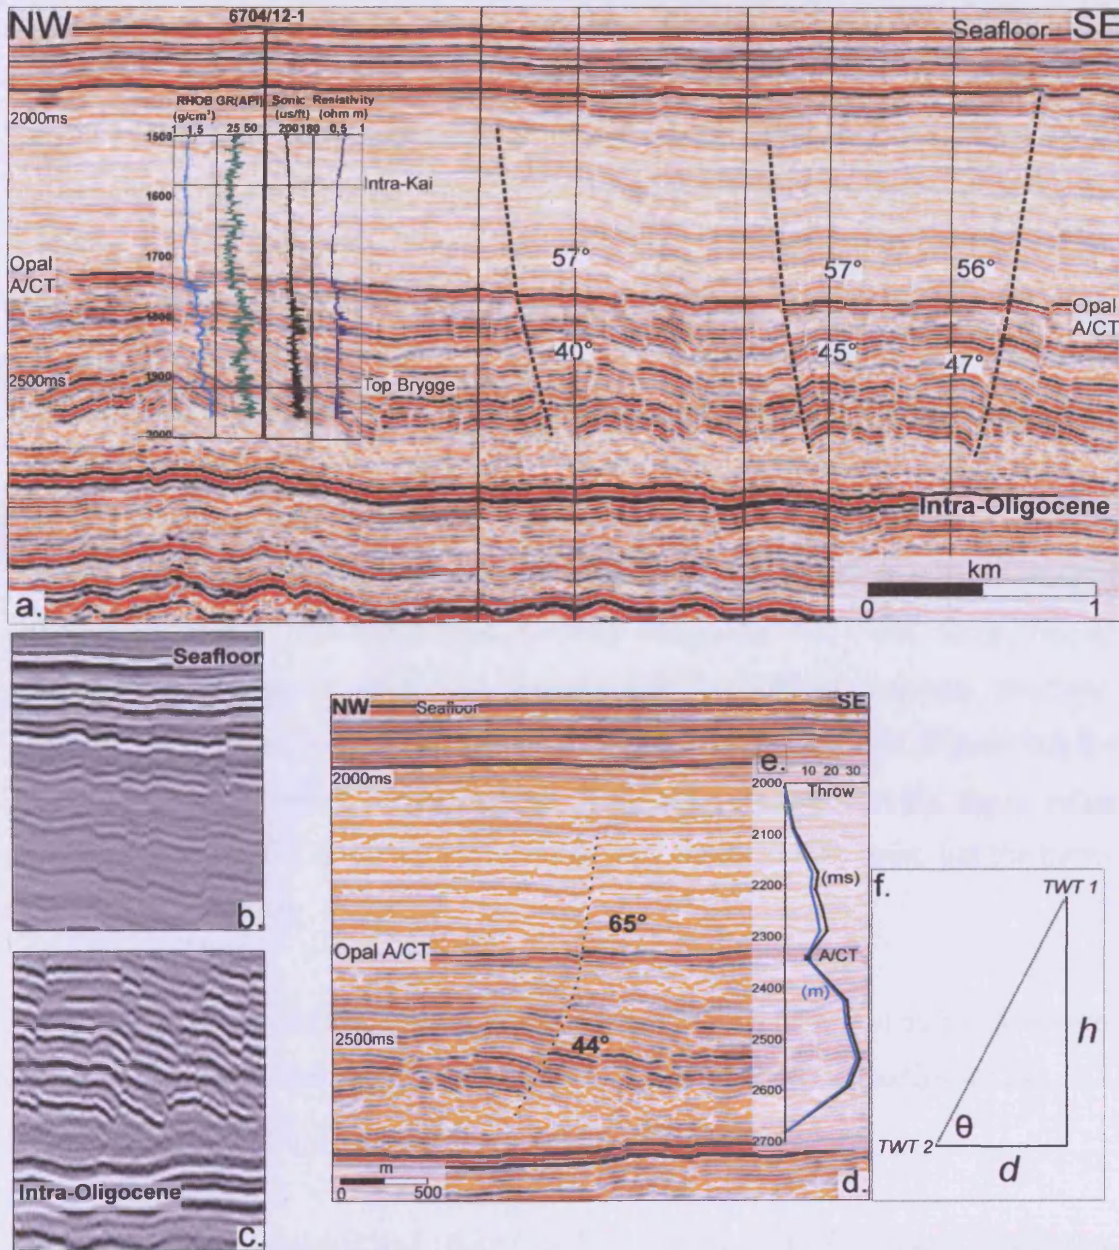 6704/12-1
NW
Seafloor
SE
RHOB GR(API) Sonic Resistivity
(g/cm³) (us/ft) (ohm m)
1 1,5 25 50 200 180 0,5 1
2000ms
1500
1600
Intra-Kai
1700
Opal
A/CT
57°
57°
56°
1800
Opal
A/CT
40°
45°
47°
2500ms
1900
Top Brygge
2000
Intra-Oligocene
km
0 1
a.
Seafloor
b.
Intra-Oligocene
c.
NW
Seafloor
SE
2000ms
65°
Opal A/CT
2500ms
44°
m
0 500
d.
e.
10 20 30
Throw
2000
2100
2200
(ms)
2300
A/CT
2400
(m)
2500
2600
2700
f.
TWT 1
h
θ
TWT 2
d